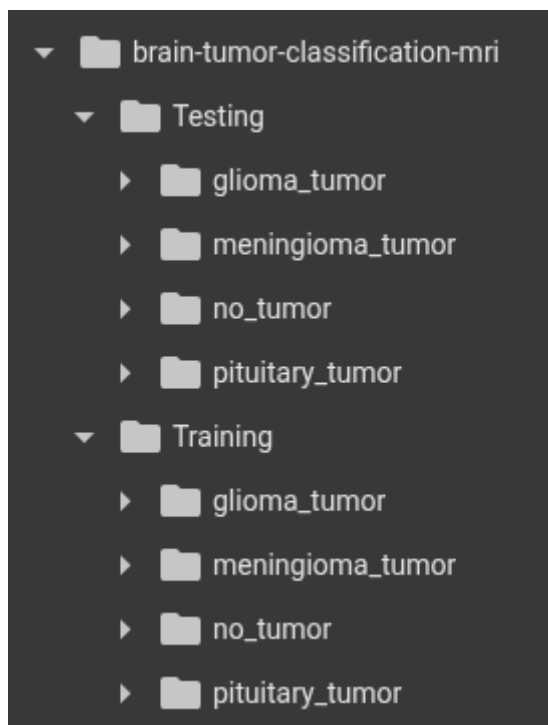 brain-tumor-classification-mri
Testing
glioma_tumor
meningioma_tumor
no_tumor
pituitary_tumor
Training
glioma_tumor
meningioma_tumor
no_tumor
pituitary_tumor